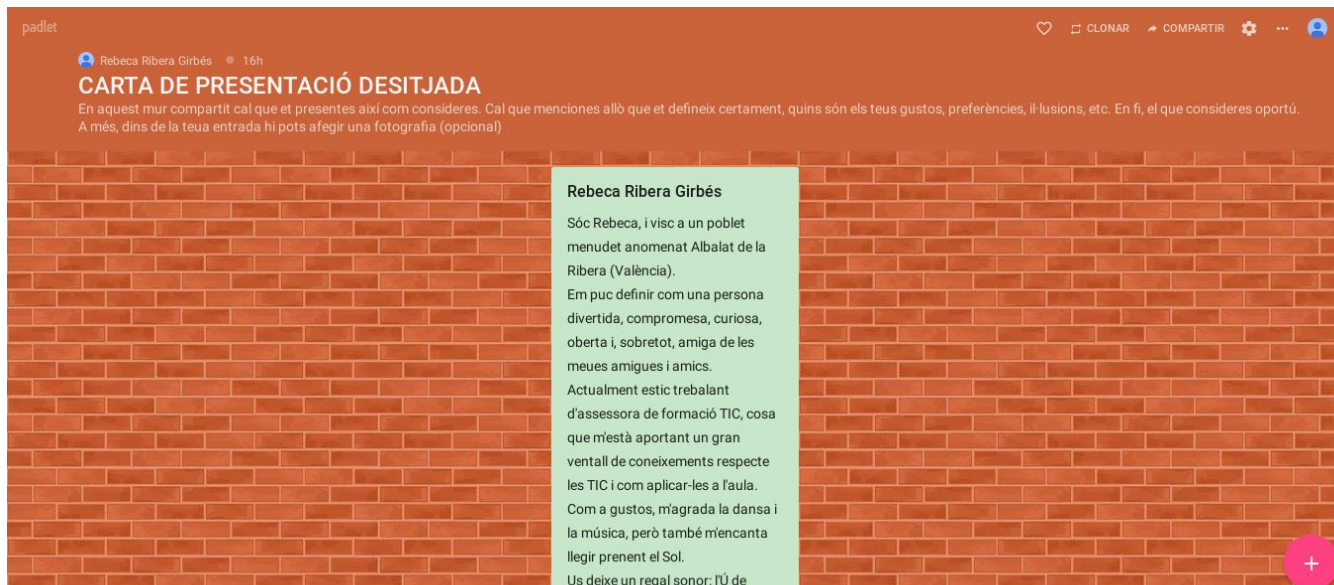 padlet
CLONAR
COMPARTIR
Rebeca Ribera Girbés
16h
CARTA DE PRESENTACIÓ DESITJADA
En aquest mur compartit cal que et presentes així com consideres. Cal que menciones allò que et defineix certament, quins són els teus gustos, preferències, il·lusions, etc. En fi, el que consideres oportú.
A més, dins de la teua entrada hi pots afegir una fotografia (opcional)
Rebeca Ribera Girbés
Sóc Rebeca, i visc a un poblet
menudet anomenat Albalat de la
Ribera (València).
Em puc definir com una persona
divertida, compromesa, curiosa,
oberta i, sobretot, amiga de les
meues amigues i amics.
Actualment estic trebalant
d'assessora de formació TIC, cosa
que m'està aportant un gran
ventall de coneixements respecte
les TIC i com aplicar-les a l'aula.
Com a gustos, m'agrada la dansa i
la música, però també m'encanta
llegir prenent el Sol.
Us deixe un regal sonor: l'Ú de